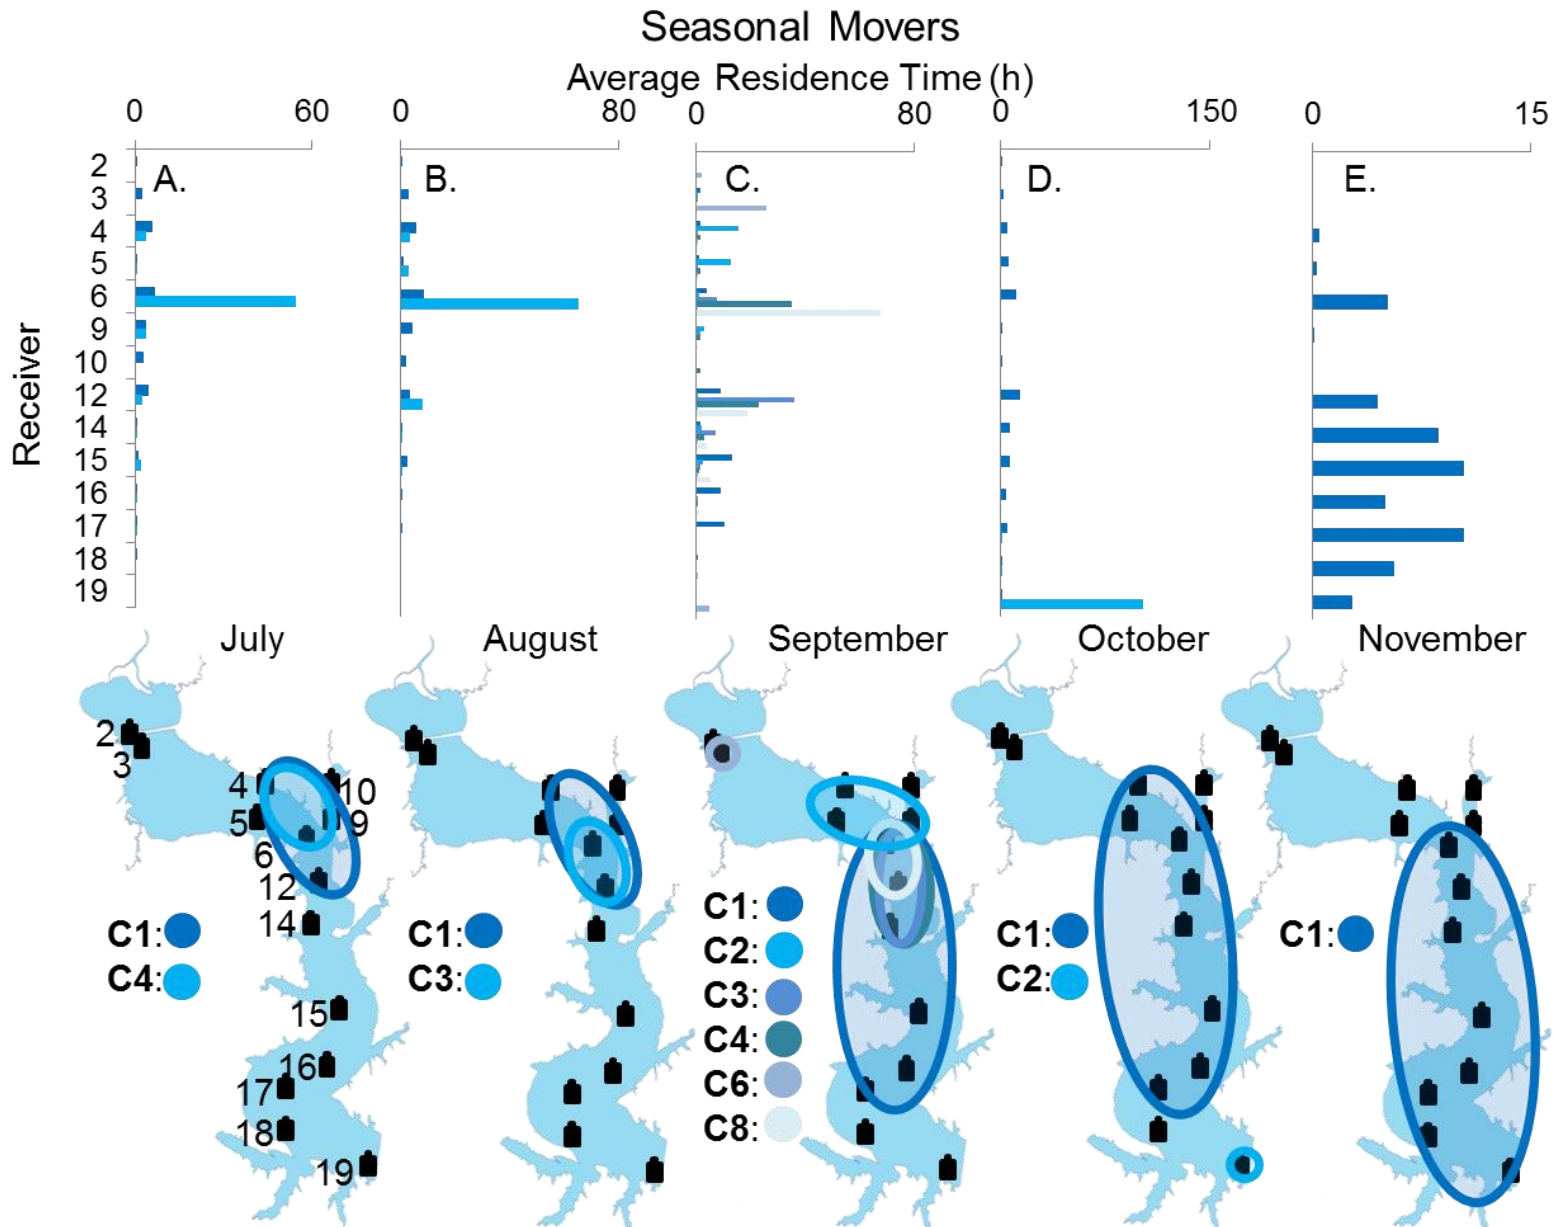 Seasonal Movers
Average Residence Time (h)
0 60 0 80 0 80 0 150 0 15
A. B. C. D. E.
Receiver
2
3
4
5
6
9
10
12
14
15
16
17
18
19
July August September October November
2
3
4 10
5 9
6
12
14
15
16
17
18
19
C1:
C4:
C1:
C3:
C1:
C2:
C3:
C4:
C6:
C8:
C1:
C2:
C1: